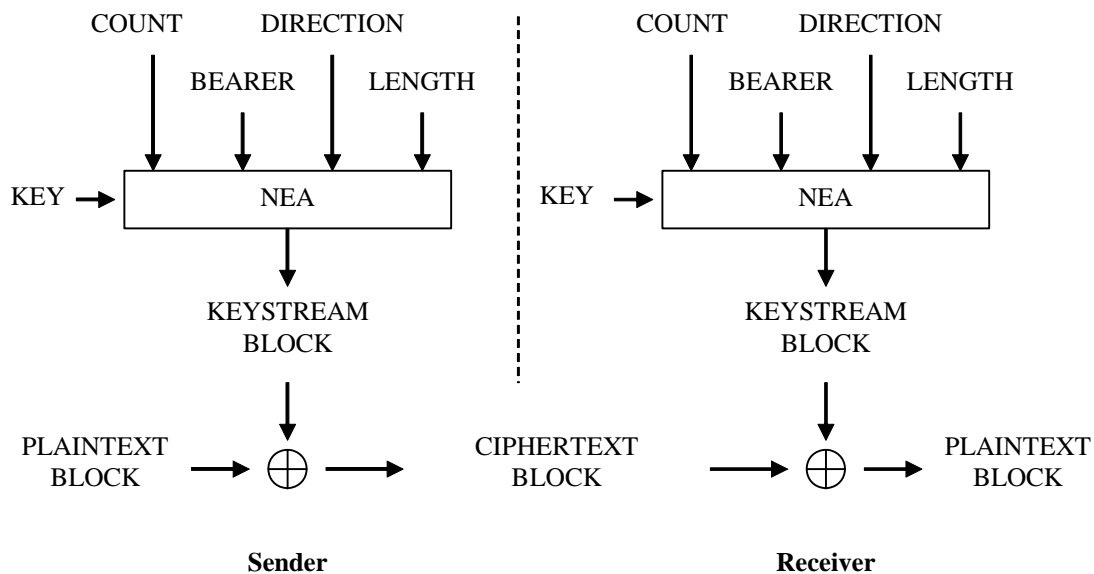 COUNT DIRECTION
BEARER LENGTH
KEY NEA
KEYSTREAM
BLOCK
PLAINTEXT
BLOCK
CIPHERTEXT
BLOCK
Sender
COUNT DIRECTION
BEARER LENGTH
KEY NEA
KEYSTREAM
BLOCK
PLAINTEXT
BLOCK
Receiver